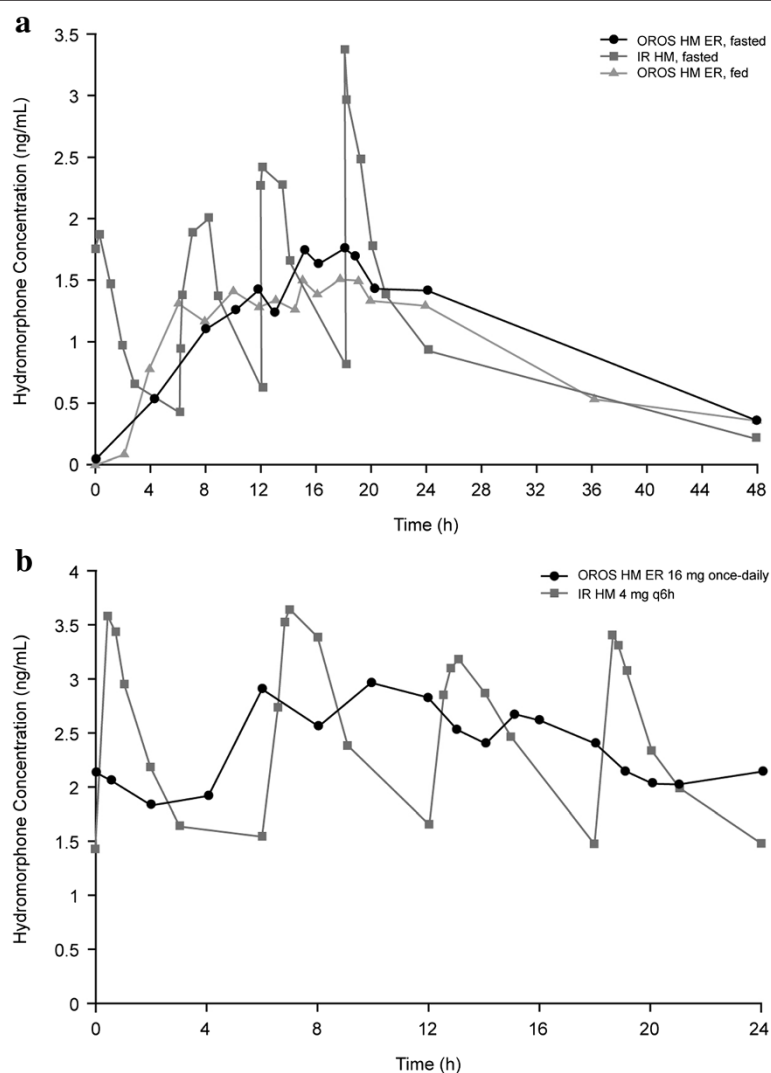 a
OROS HM ER, fasted
IR HM, fasted
OROS HM ER, fed
Hydromorphone Concentration (ng/mL)
3.5
3
2.5
2
1.5
1
0.5
0
0 4 8 12 16 20 24 28 32 36 40 44 48
Time (h)
b
OROS HM ER 16 mg once-daily
IR HM 4 mg q6h
Hydromorphone Concentration (ng/mL)
4
3.5
3
2.5
2
1.5
1
0.5
0
0 4 8 12 16 20 24
Time (h)